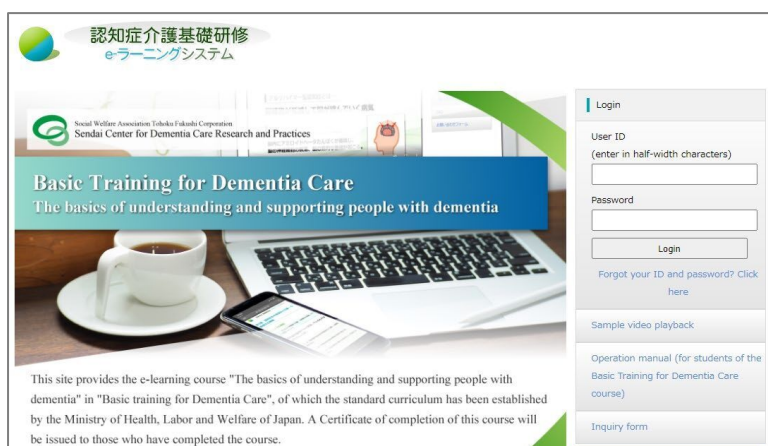 認知症介護基礎研修
e-ラーニングシステム
Social Welfare Association Tohoku Fukushi Corporation
Sendai Center for Dementia Care Research and Practices
Basic Training for Dementia Care
The basics of understanding and supporting people with dementia
This site provides the e-learning course "The basics of understanding and supporting people with
dementia" in "Basic training for Dementia Care", of which the standard curriculum has been established
by the Ministry of Health, Labor and Welfare of Japan. A Certificate of completion of this course will
be issued to those who have completed the course.
Login
User ID
(enter in half-width characters)
Password
Login
Forgot your ID and password? Click
here
Sample video playback
Operation manual (for students of the
Basic Training for Dementia Care
course)
Inquiry form